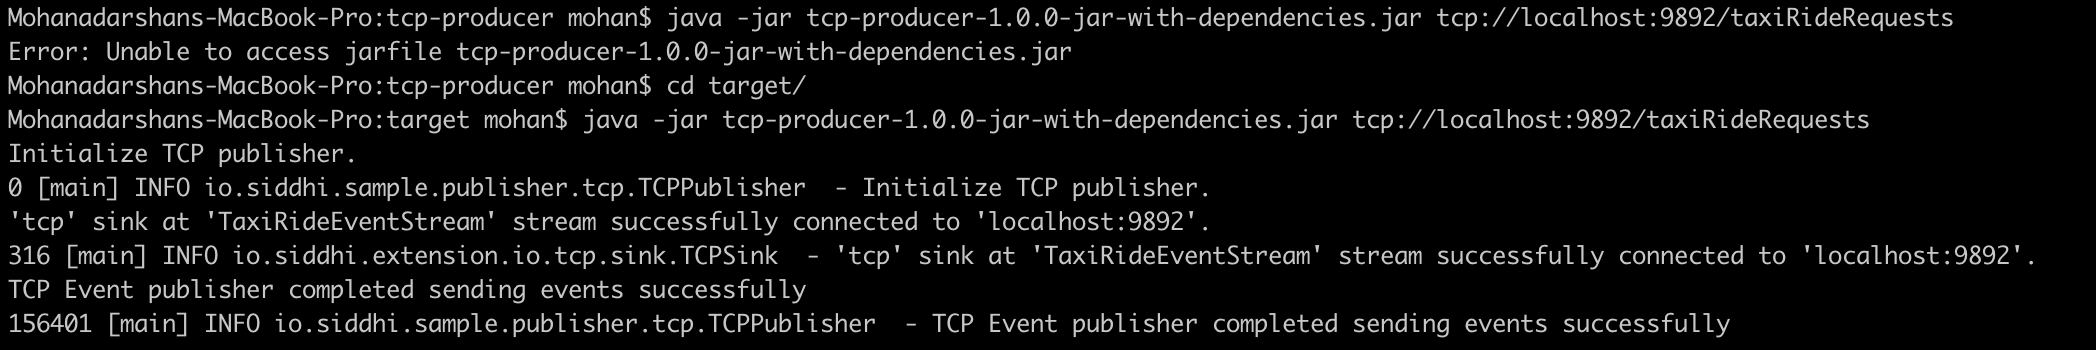 Mohanadarshans-MacBook-Pro:tcp-producer mohan$ java -jar tcp-producer-1.0.0-jar-with-dependencies.jar tcp://localhost:9892/taxiRideRequests
Error: Unable to access jarfile tcp-producer-1.0.0-jar-with-dependencies.jar
Mohanadarshans-MacBook-Pro:tcp-producer mohan$ cd target/
Mohanadarshans-MacBook-Pro:target mohan$ java -jar tcp-producer-1.0.0-jar-with-dependencies.jar tcp://localhost:9892/taxiRideRequests
Initialize TCP publisher.
0 [main] INFO io.siddhi.sample.publisher.tcp.TCPPublisher  - Initialize TCP publisher.
'tcp' sink at 'TaxiRideEventStream' stream successfully connected to 'localhost:9892'.
316 [main] INFO io.siddhi.extension.io.tcp.sink.TCPSink  - 'tcp' sink at 'TaxiRideEventStream' stream successfully connected to 'localhost:9892'.
TCP Event publisher completed sending events successfully
156401 [main] INFO io.siddhi.sample.publisher.tcp.TCPPublisher  - TCP Event publisher completed sending events successfully